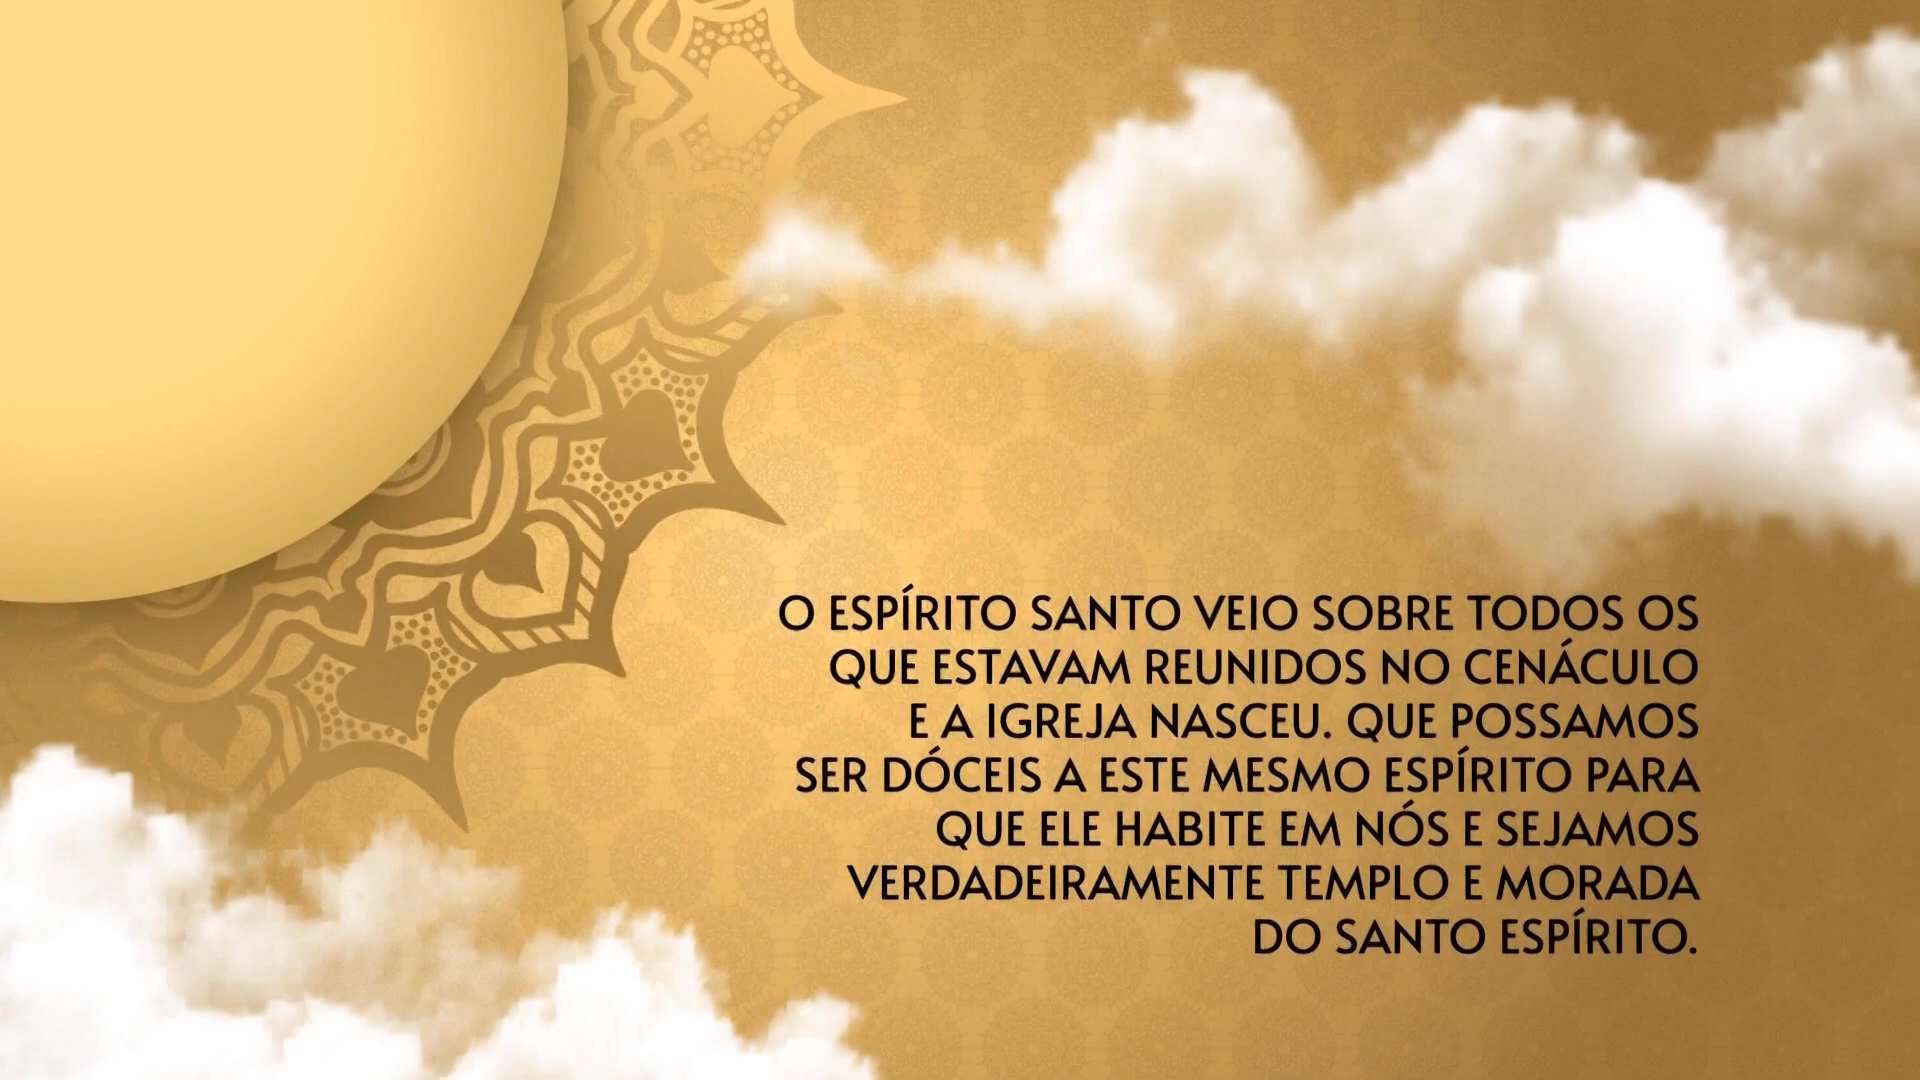 O ESPÍRITO SANTO VEIO SOBRE TODOS OS
QUE ESTAVAM REUNIDOS NO CENÁCULO
E A IGREJA NASCEU. QUE POSSAMOS
SER DÓCEIS A ESTE MESMO ESPÍRITO PARA
QUE ELE HABITE EM NÓS E SEJAMOS
VERDADEIRAMENTE TEMPLO E MORADA
DO SANTO ESPÍRITO.